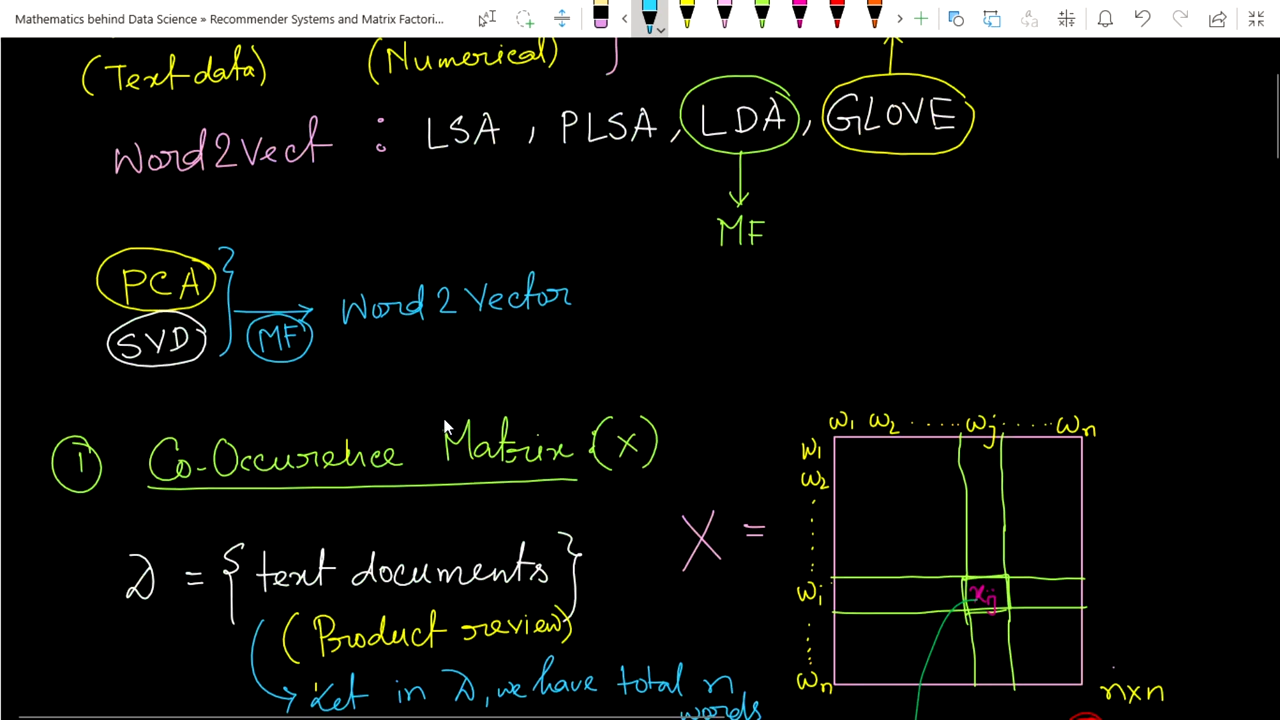 Mathematics behind Data Science » Recommender Systems and Matrix Factori...
(Text data) (Numerical)
Word2Vect : LSA , PLSA , LDA , GLOVE
MF
PCA
SVD
MF
Word 2 Vector
1 Co-Occurence Matrix (X)
D = { text documents }
(Product review)
Let in D, we have total n
words
w1 w2 ...... wj ..... wn
w1
w2
X =
wi
xij
wn
n×n